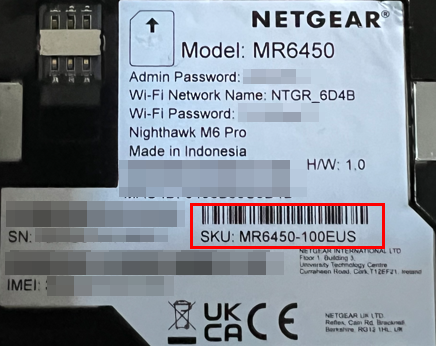 NETGEAR®
Model: MR6450
Admin Password:
Wi-Fi Network Name: NTGR_6D4B
Wi-Fi Password:
Nighthawk M6 Pro
Made in Indonesia
H/W: 1.0
SN:
SKU: MR6450-100EUS
NETGEAR INTERNATIONAL LTD
Floor 1, Building 3,
University Technology Centre
Curraheen Road, Cork, T12EF21, Ireland
IMEI:
UK
CA
CE
NETGEAR UK LTD.
Reflex, Cain Rd, Bracknell,
Berkshire, RG12 1HL, UK